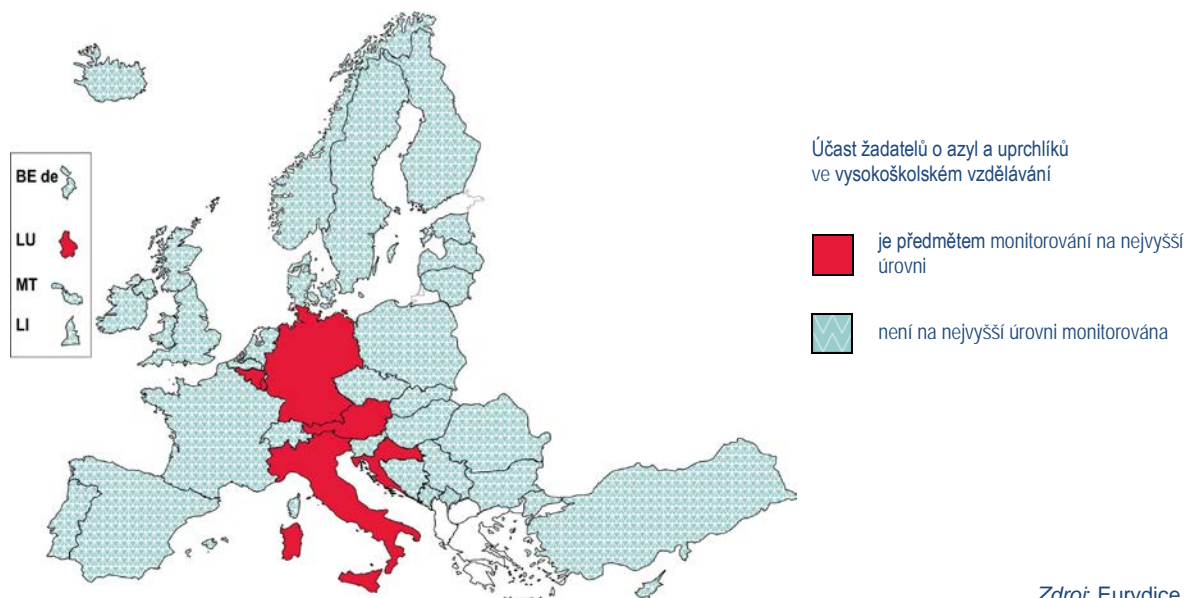 BE de
LU
MT
LI
Účast žadatelů o azyl a uprchlíků
ve vysokoškolském vzdělávání
je předmětem monitorování na nejvyšší
úrovni
není na nejvyšší úrovni monitorována
Zdroj: Eurydice